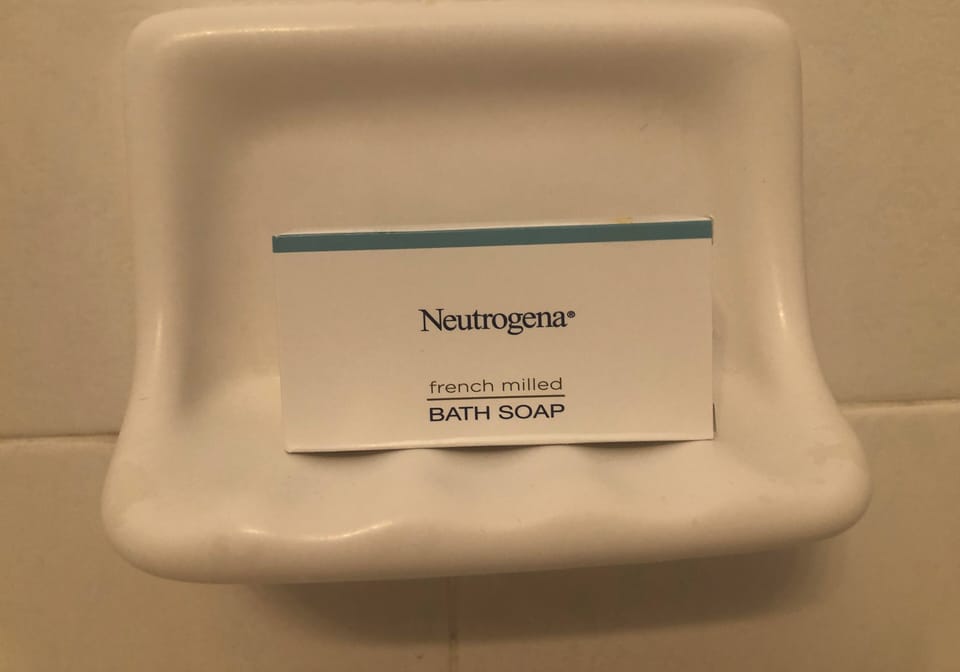 Neutrogena®
french milled
BATH SOAP